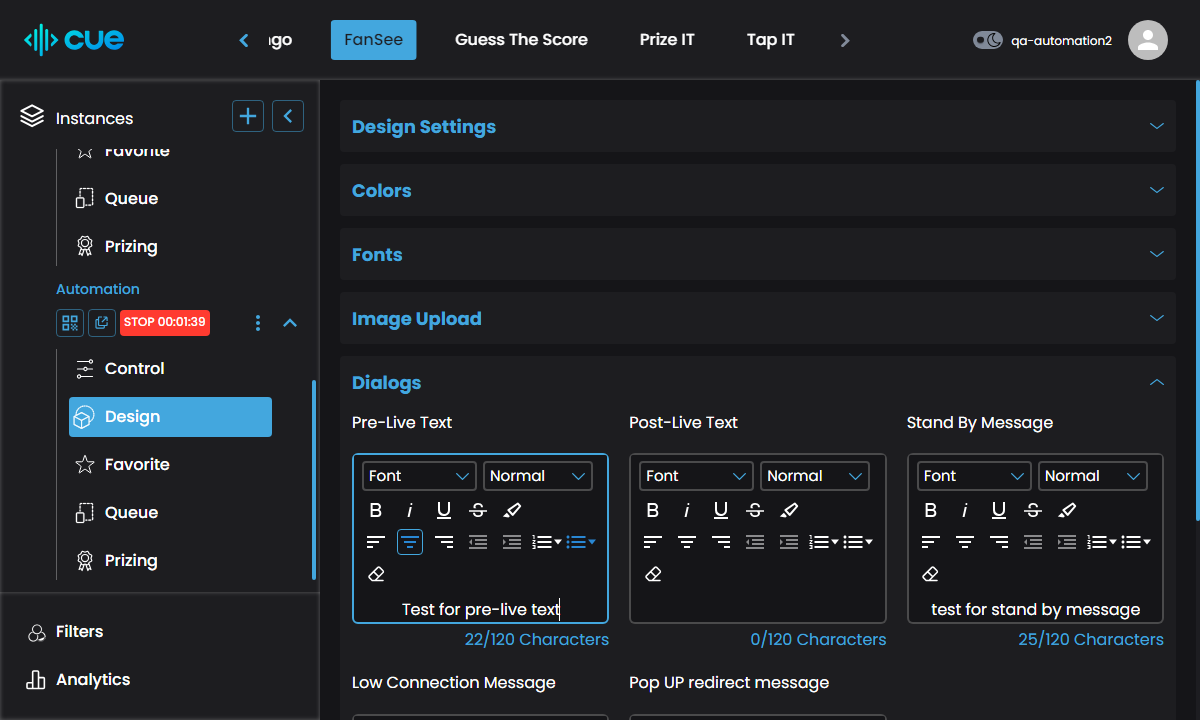 cue
FanSee
Guess The Score
Prize IT
Tap IT
qa-automation2
Instances
Favorite
Queue
Prizing
Automation
STOP 00:01:39
Control
Design
Favorite
Queue
Prizing
Filters
Analytics
Design Settings
Colors
Fonts
Image Upload
Dialogs
Pre-Live Text
Post-Live Text
Stand By Message
Font Normal
Font Normal
Font Normal
B i U S
B i U S
B i U S
Test for pre-live text
test for stand by message
22/120 Characters
0/120 Characters
25/120 Characters
Low Connection Message
Pop UP redirect message